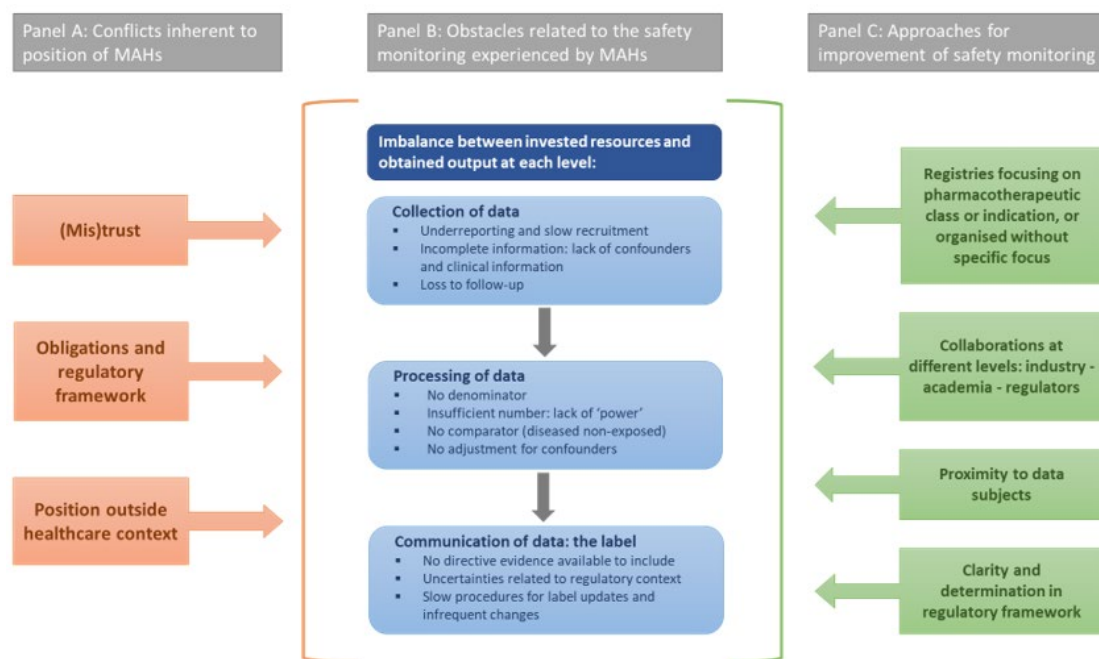 Panel A: Conflicts inherent to
position of MAHs
Panel B: Obstacles related to the safety
monitoring experienced by MAHs
Panel C: Approaches for
improvement of safety monitoring
(Mis)trust
Obligations and
regulatory
framework
Position outside
healthcare context
Imbalance between invested resources and
obtained output at each level:
Collection of data
▪ Underreporting and slow recruitment
▪ Incomplete information: lack of confounders
and clinical information
▪ Loss to follow-up
Processing of data
▪ No denominator
▪ Insufficient number: lack of ‘power’
▪ No comparator (diseased non-exposed)
▪ No adjustment for confounders
Communication of data: the label
▪ No directive evidence available to include
▪ Uncertainties related to regulatory context
▪ Slow procedures for label updates and
infrequent changes
Registries focusing on
pharmacotherapeutic
class or indication, or
organised without
specific focus
Collaborations at
different levels: industry -
academia - regulators
Proximity to data
subjects
Clarity and
determination in
regulatory framework